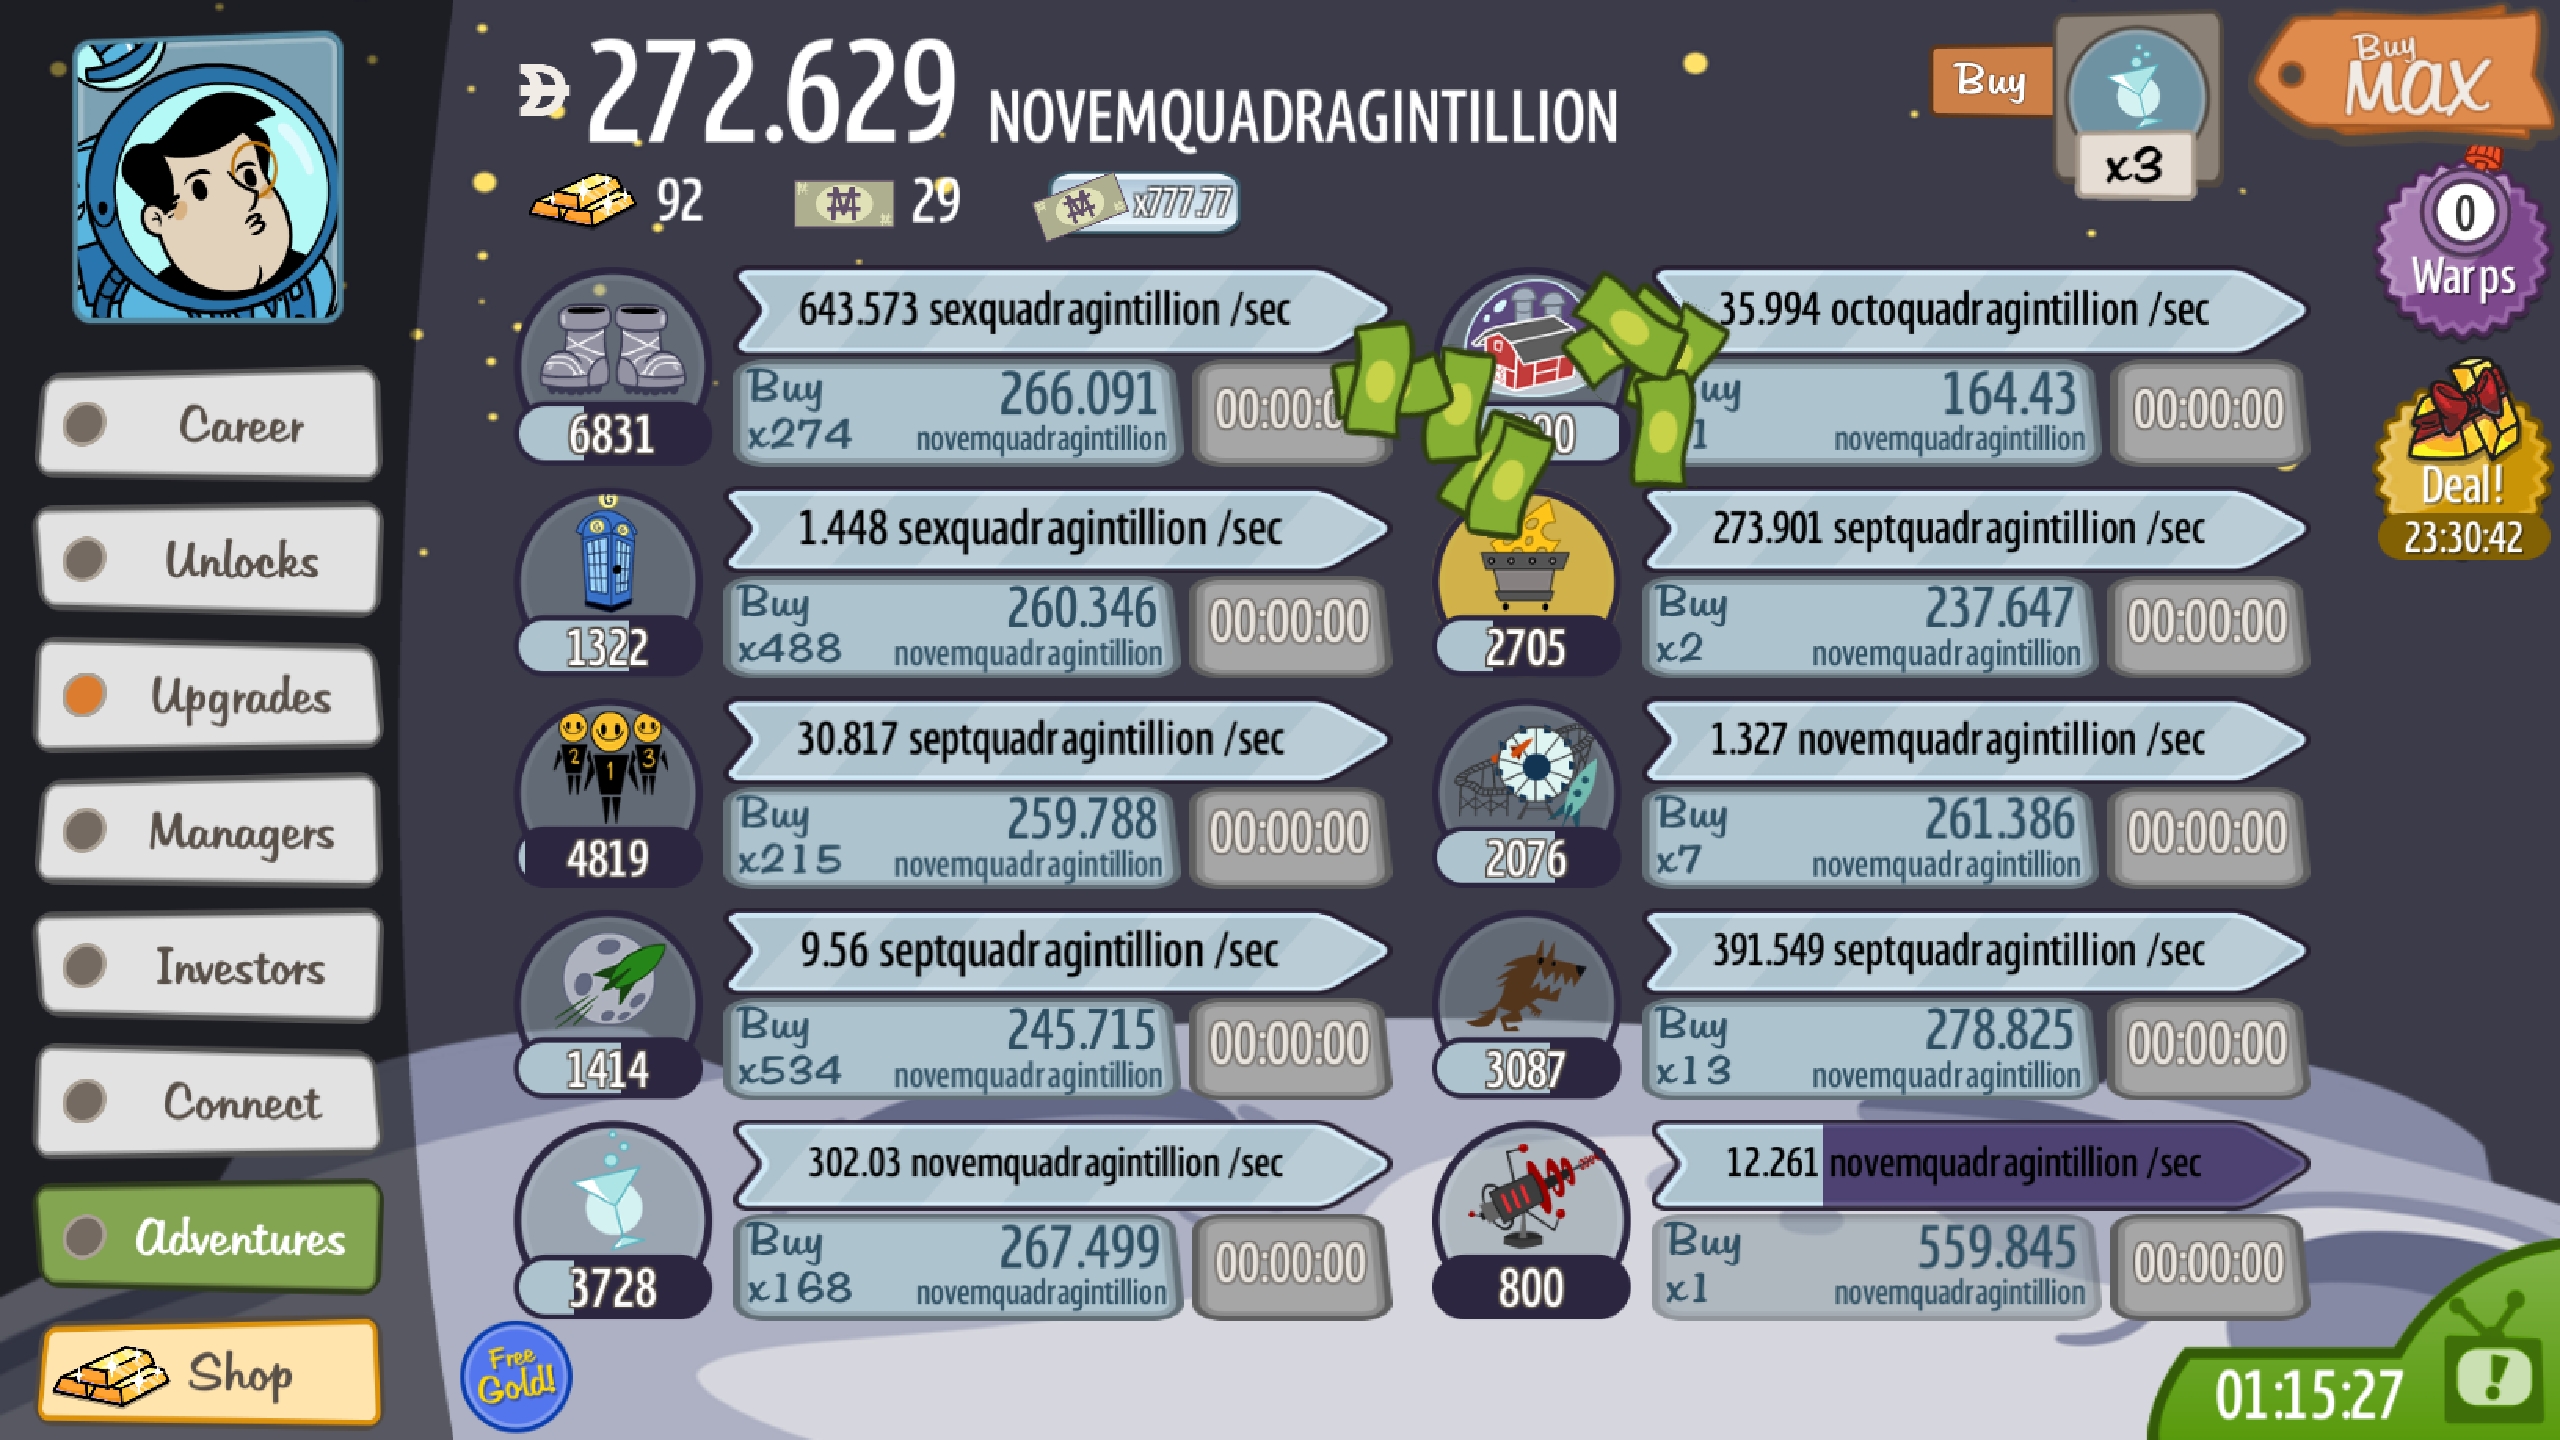 272.629 NOVEMQUADRAGINTILLION
92
29
x777.77
Buy
x3
Buy
MAX
0
Warps
Deal!
23:30:42
Career
Unlocks
Upgrades
Managers
Investors
Connect
Adventures
Shop
643.573 sexquadragintillion /sec
6831
Buy 266.091
x274 novemquadragintillion
35.994 octoquadragintillion /sec
164.43
novemquadragintillion
00:00:00
1.448 sexquadragintillion /sec
1322
Buy 260.346
x488 novemquadragintillion
00:00:00
273.901 septquadragintillion /sec
2705
Buy 237.647
x2 novemquadragintillion
00:00:00
2 1 3
30.817 septquadragintillion /sec
4819
Buy 259.788
x215 novemquadragintillion
00:00:00
1.327 novemquadragintillion /sec
2076
Buy 261.386
x7 novemquadragintillion
00:00:00
9.56 septquadragintillion /sec
1414
Buy 245.715
x534 novemquadragintillion
00:00:00
391.549 septquadragintillion /sec
3087
Buy 278.825
x13 novemquadragintillion
00:00:00
302.03 novemquadragintillion /sec
3728
Buy 267.499
x168 novemquadragintillion
00:00:00
12.261 novemquadragintillion /sec
800
Buy 559.845
x1 novemquadragintillion
00:00:00
Free
Gold!
01:15:27
!